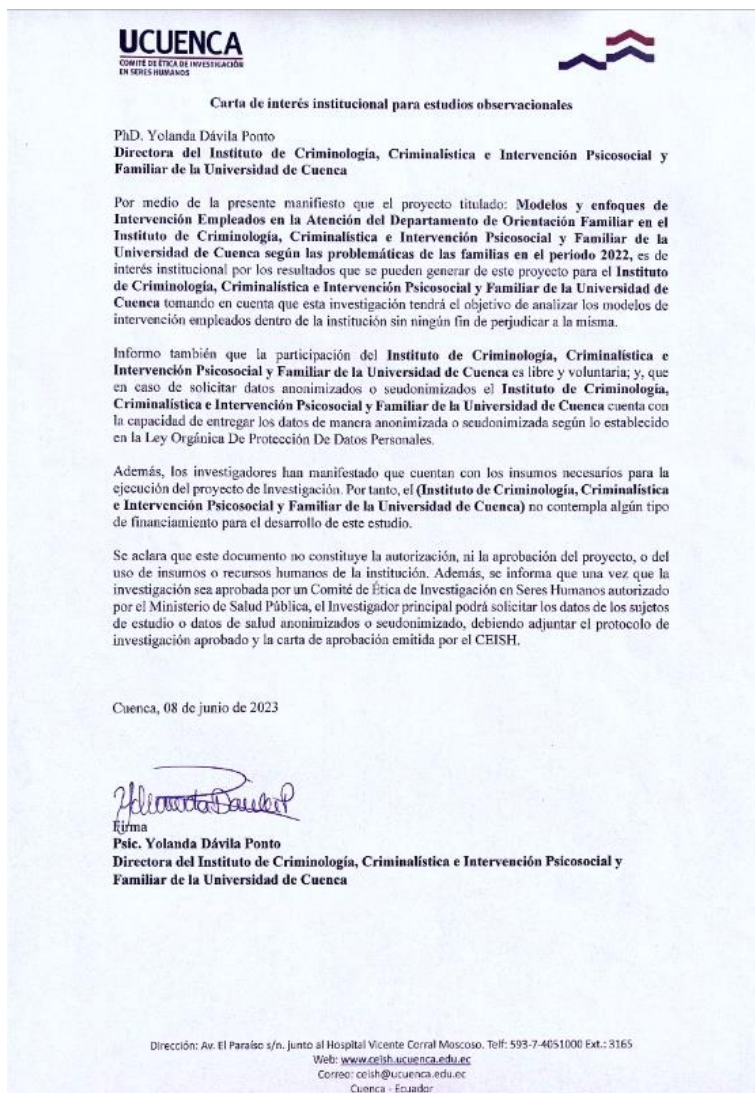 UCUENCA
COMITÉ DE ÉTICA DE INVESTIGACIÓN
EN SERES HUMANOS
Carta de interés institucional para estudios observacionales
PhD. Yolanda Dávila Ponto
Directora del Instituto de Criminología, Criminalística e Intervención Psicosocial y
Familiar de la Universidad de Cuenca
Por medio de la presente manifiesto que el proyecto titulado: Modelos y enfoques de
Intervención Empleados en la Atención del Departamento de Orientación Familiar en el
Instituto de Criminología, Criminalística e Intervención Psicosocial y Familiar de la
Universidad de Cuenca según las problemáticas de las familias en el periodo 2022, es de
interés institucional por los resultados que se pueden generar de este proyecto para el Instituto
de Criminología, Criminalística e Intervención Psicosocial y Familiar de la Universidad de
Cuenca tomando en cuenta que esta investigación tendrá el objetivo de analizar los modelos de
intervención empleados dentro de la institución sin ningún fin de perjudicar a la misma.
Informo también que la participación del Instituto de Criminología, Criminalística e
Intervención Psicosocial y Familiar de la Universidad de Cuenca es libre y voluntaria; y, que
en caso de solicitar datos anonimizados o seudonimizados el Instituto de Criminología,
Criminalística e Intervención Psicosocial y Familiar de la Universidad de Cuenca cuenta con
la capacidad de entregar los datos de manera anonimizada o seudonimizada según lo establecido
en la Ley Orgánica De Protección De Datos Personales.
Además, los investigadores han manifestado que cuentan con los insumos necesarios para la
ejecución del proyecto de Investigación. Por tanto, el (Instituto de Criminología, Criminalística
e Intervención Psicosocial y Familiar de la Universidad de Cuenca) no contempla algún tipo
de financiamiento para el desarrollo de este estudio.
Se aclara que este documento no constituye la autorización, ni la aprobación del proyecto, o del
uso de insumos o recursos humanos de la institución. Además, se informa que una vez que la
investigación sea aprobada por un Comité de Ética de Investigación en Seres Humanos autorizado
por el Ministerio de Salud Pública, el Investigador principal podrá solicitar los datos de los sujetos
de estudio o datos de salud anonimizados o seudonimizado, debiendo adjuntar el protocolo de
investigación aprobado y la carta de aprobación emitida por el CEISH.
Cuenca, 08 de junio de 2023
Firma
Psic. Yolanda Dávila Ponto
Directora del Instituto de Criminología, Criminalística e Intervención Psicosocial y
Familiar de la Universidad de Cuenca
Dirección: Av. El Paraíso s/n. junto al Hospital Vicente Corral Moscoso. Telf: 593-7-4051000 Ext.: 3165
Web: www.ceish.ucuenca.edu.ec
Correo: ceish@ucuenca.edu.ec
Cuenca - Ecuador